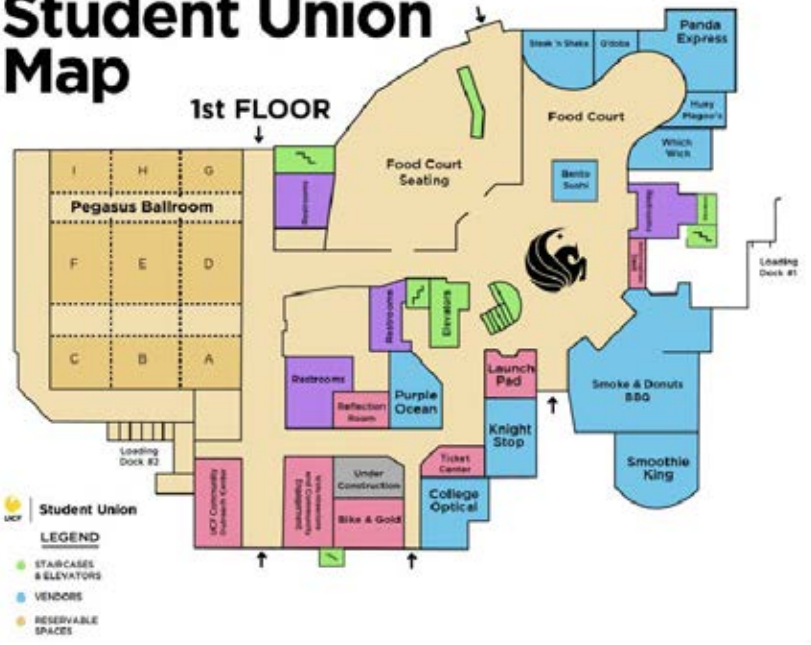 Student Union
Map
1st FLOOR
Steak 'n Shake
Qdoba
Panda
Express
Food Court
Huey
Magoo's
Which
Wich
Food Court
Seating
Bento
Sushi
Restrooms
I
H
G
Pegasus Ballroom
F
E
D
C
B
A
Restrooms
Loading
Dock #1
Restrooms
Elevators
Restrooms
Reflection
Room
Purple
Ocean
Launch
Pad
Smoke & Donuts
BBQ
Knight
Stop
Smoothie
King
Loading
Dock #2
UCF Community
Outreach Center
Under
Construction
Bike & Gold
Ticket
Center
College
Optical
UCF
Student Union
LEGEND
STAIRCASES
& ELEVATORS
VENDORS
RESERVABLE
SPACES